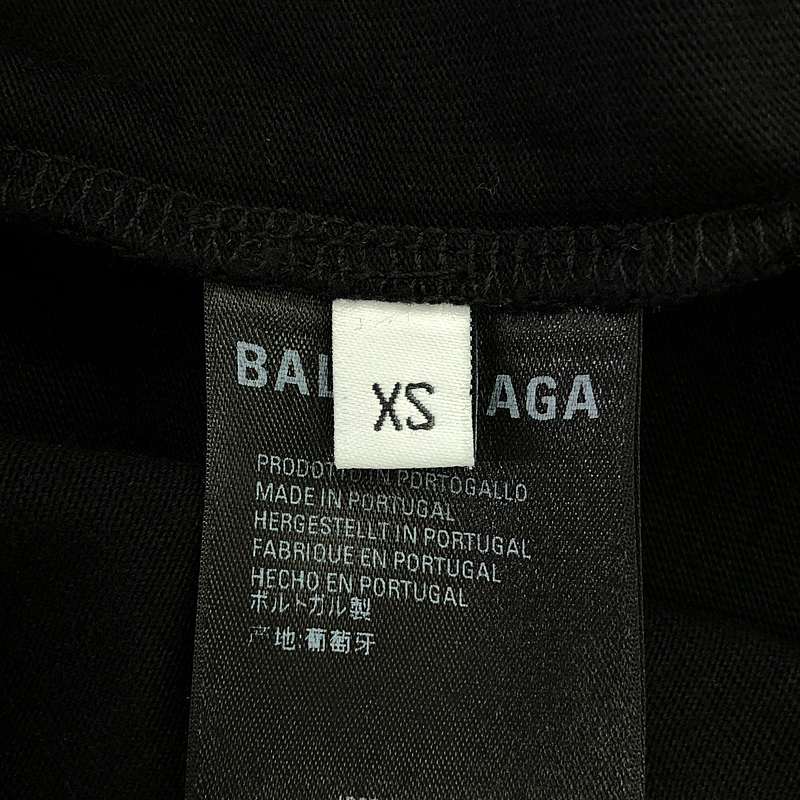 BAL AGA
XS
PRODOTTO IN PORTOGALLO
MADE IN PORTUGAL
HERGESTELLT IN PORTUGAL
FABRIQUE EN PORTUGAL
HECHO EN PORTUGAL
ポルトガル製
产地:葡萄牙